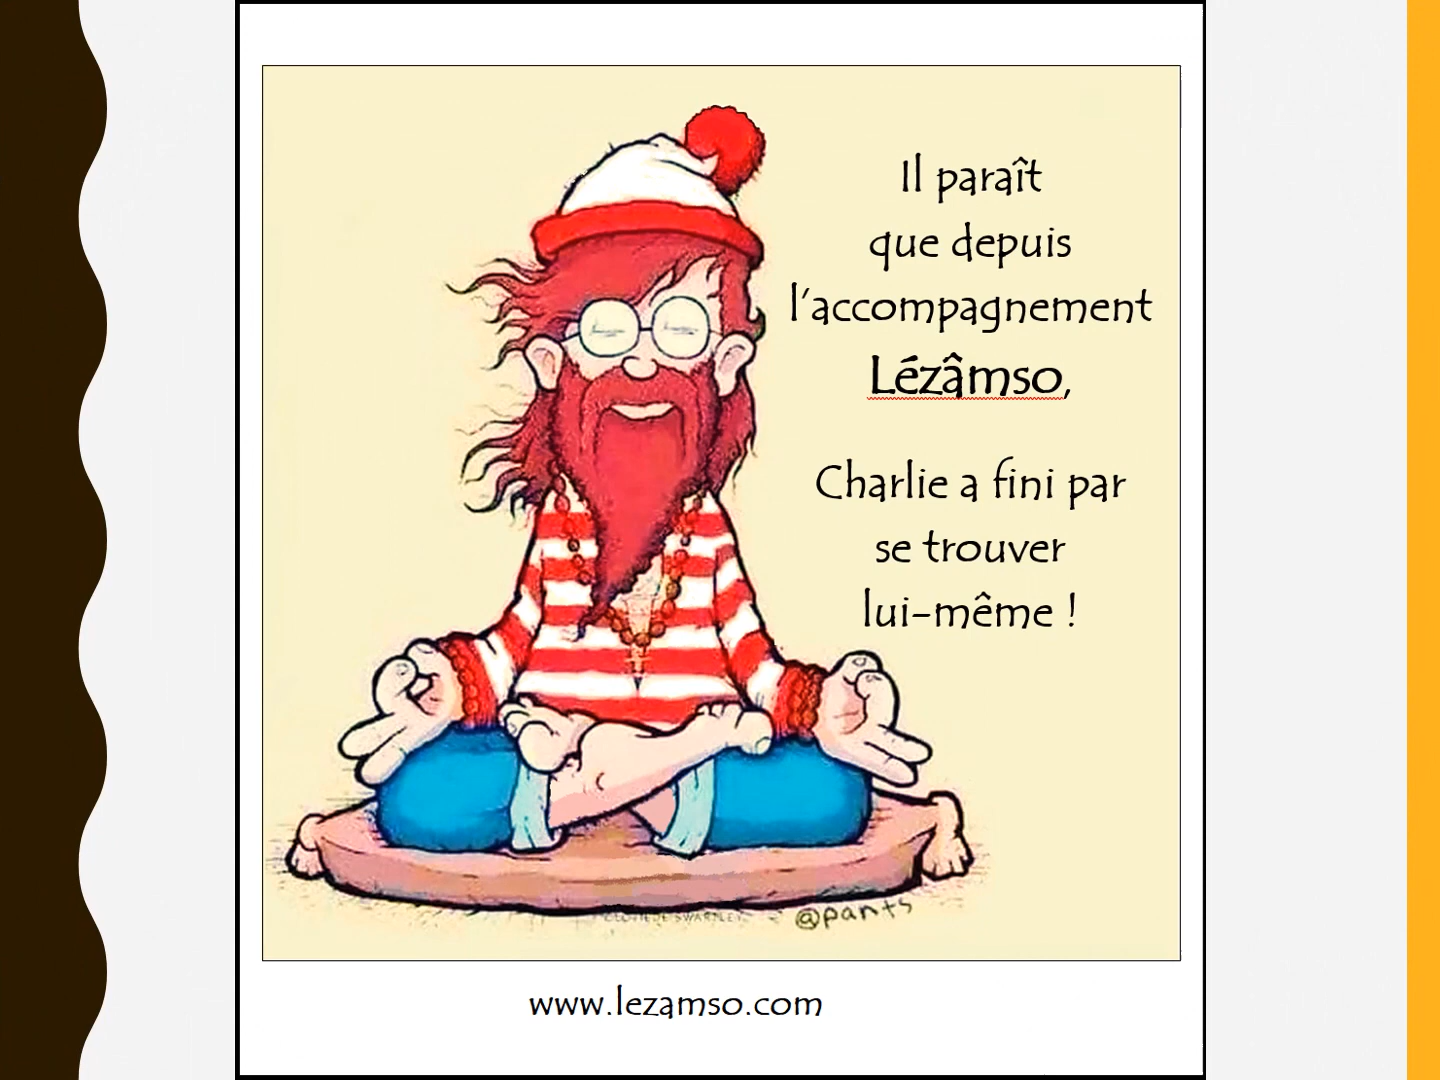 Il paraît
que depuis
l'accompagnement
Lézâmso,
Charlie a fini par
se trouver
lui-même !
@pants
www.lezamso.com